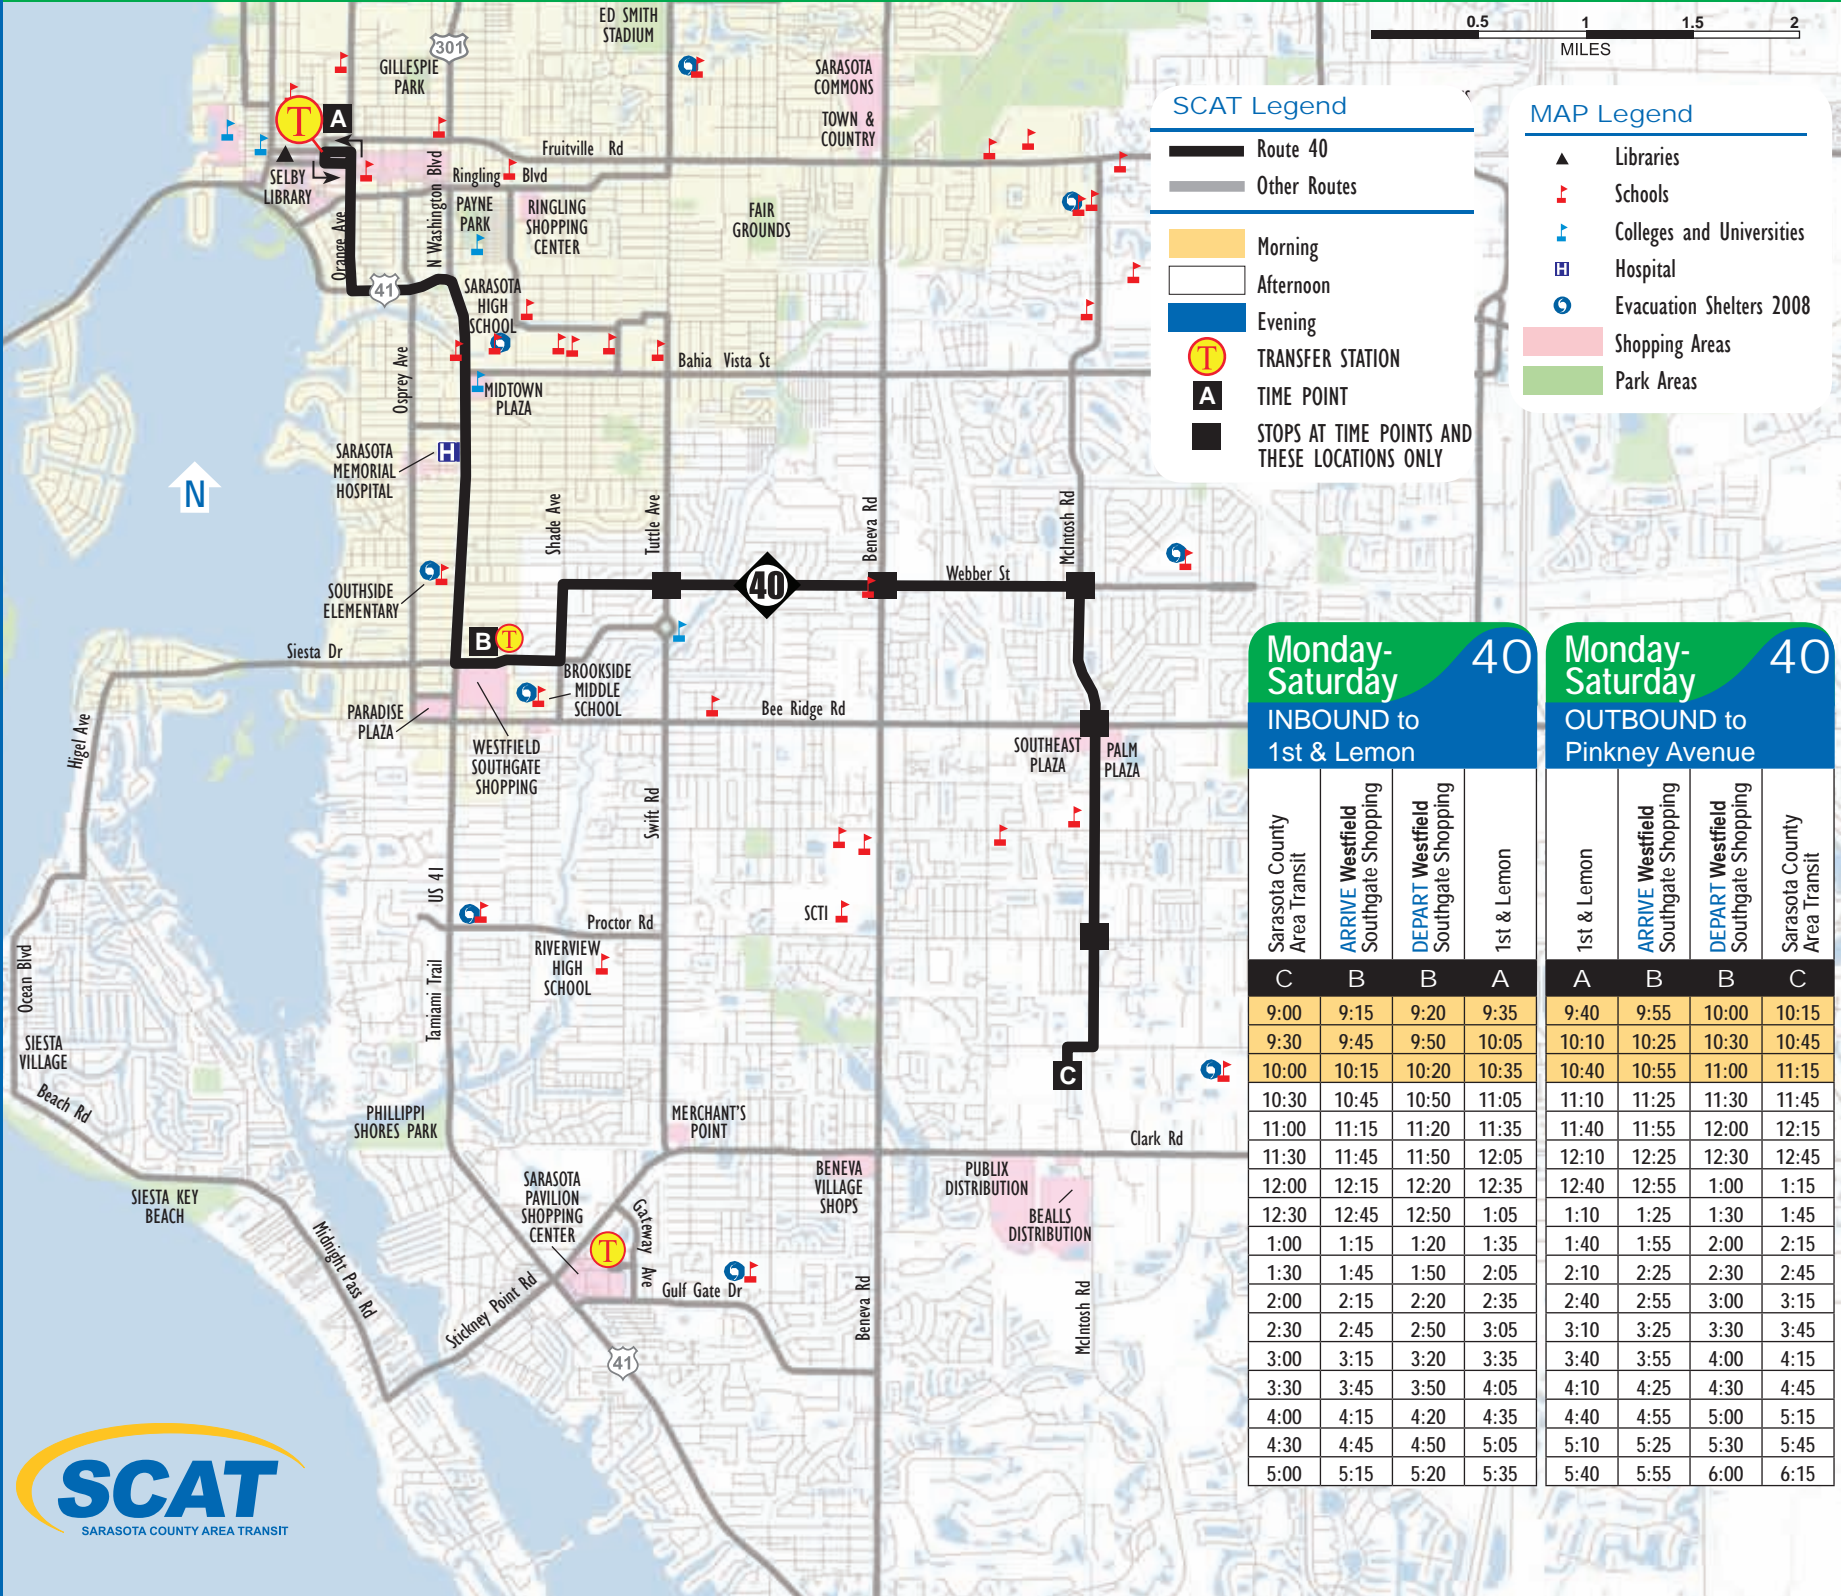 ED SMITH
STADIUM
301
GILLESPIE
PARK
SARASOTA
COMMONS
TOWN &
COUNTRY
0.5 1 1.5 2
MILES
T A
Fruitville Rd
Ringling Blvd
SELBY
LIBRARY
Orange Ave
N Washington Blvd
PAYNE
PARK
RINGLING
SHOPPING
CENTER
FAIR
GROUNDS
41
SARASOTA
HIGH
SCHOOL
Osprey Ave
Bahia Vista St
MIDTOWN
PLAZA
SARASOTA
MEMORIAL
HOSPITAL
H
N
Shade Ave
Tuttle Ave
Beneva Rd
McIntosh Rd
Webber St
40
SOUTHSIDE
ELEMENTARY
Siesta Dr
B T
BROOKSIDE
MIDDLE
SCHOOL
Higel Ave
PARADISE
PLAZA
Bee Ridge Rd
WESTFIELD
SOUTHGATE
SHOPPING
SOUTHEAST
PLAZA
PALM
PLAZA
Swift Rd
US 41
SCTI
Proctor Rd
RIVERVIEW
HIGH
SCHOOL
Ocean Blvd
Tamiami Trail
SIESTA
VILLAGE
C
Beach Rd
PHILLIPPI
SHORES PARK
MERCHANT'S
POINT
Clark Rd
SIESTA KEY
BEACH
SARASOTA
PAVILION
SHOPPING
CENTER
BENEVA
VILLAGE
SHOPS
PUBLIX
DISTRIBUTION
BEALLS
DISTRIBUTION
Midnight Pass Rd
Gateway Ave
T
Stickney Point Rd
Gulf Gate Dr
Beneva Rd
McIntosh Rd
41
SCAT
SARASOTA COUNTY AREA TRANSIT
SCAT Legend
Route 40
Other Routes
Morning
Afternoon
Evening
T TRANSFER STATION
A TIME POINT
STOPS AT TIME POINTS AND
THESE LOCATIONS ONLY
MAP Legend
Libraries
Schools
Colleges and Universities
H Hospital
Evacuation Shelters 2008
Shopping Areas
Park Areas
Monday-
Saturday 40
INBOUND to
1st & Lemon
Sarasota County
Area Transit
ARRIVE Westfield
Southgate Shopping
DEPART Westfield
Southgate Shopping
1st & Lemon
C B B A
9:00 9:15 9:20 9:35
9:30 9:45 9:50 10:05
10:00 10:15 10:20 10:35
10:30 10:45 10:50 11:05
11:00 11:15 11:20 11:35
11:30 11:45 11:50 12:05
12:00 12:15 12:20 12:35
12:30 12:45 12:50 1:05
1:00 1:15 1:20 1:35
1:30 1:45 1:50 2:05
2:00 2:15 2:20 2:35
2:30 2:45 2:50 3:05
3:00 3:15 3:20 3:35
3:30 3:45 3:50 4:05
4:00 4:15 4:20 4:35
4:30 4:45 4:50 5:05
5:00 5:15 5:20 5:35
Monday-
Saturday 40
OUTBOUND to
Pinkney Avenue
1st & Lemon
ARRIVE Westfield
Southgate Shopping
DEPART Westfield
Southgate Shopping
Sarasota County
Area Transit
A B B C
9:40 9:55 10:00 10:15
10:10 10:25 10:30 10:45
10:40 10:55 11:00 11:15
11:10 11:25 11:30 11:45
11:40 11:55 12:00 12:15
12:10 12:25 12:30 12:45
12:40 12:55 1:00 1:15
1:10 1:25 1:30 1:45
1:40 1:55 2:00 2:15
2:10 2:25 2:30 2:45
2:40 2:55 3:00 3:15
3:10 3:25 3:30 3:45
3:40 3:55 4:00 4:15
4:10 4:25 4:30 4:45
4:40 4:55 5:00 5:15
5:10 5:25 5:30 5:45
5:40 5:55 6:00 6:15